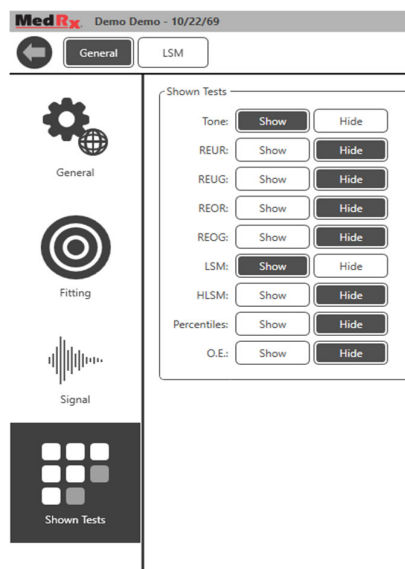 MedRx Demo Demo - 10/22/69
General LSM
Shown Tests
Tone: Show Hide
REUR: Show Hide
REUG: Show Hide
REOR: Show Hide
REOG: Show Hide
LSM: Show Hide
HLSM: Show Hide
Percentiles: Show Hide
O.E.: Show Hide
General
Fitting
Signal
Shown Tests